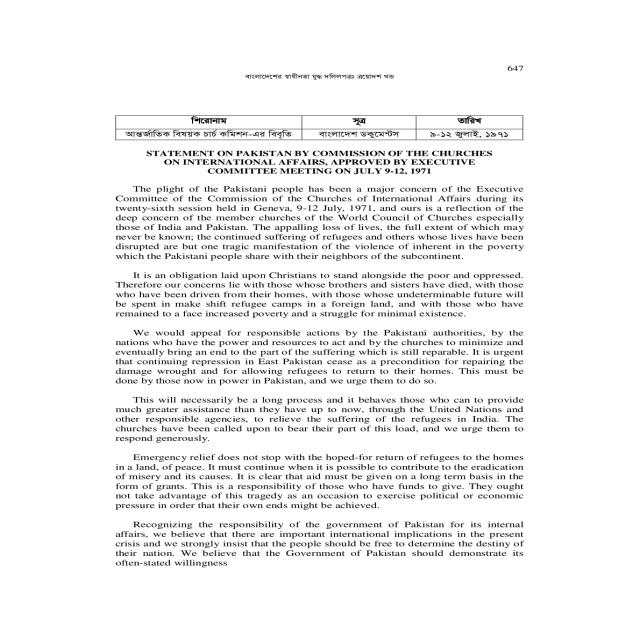 647
বাংলাদেশের স্বাধীনতা যুদ্ধ দলিলপত্রঃ ত্রয়োদশ খন্ড
শিরোনাম সূত্র তারিখ
আন্তর্জাতিক বিষয়ক চার্চ কমিশন-এর বিবৃতি বাংলাদেশ ডকুমেন্টস ৯-১২ জুলাই, ১৯৭১
STATEMENT ON PAKISTAN BY COMMISSION OF THE CHURCHES
ON INTERNATIONAL AFFAIRS, APPROVED BY EXECUTIVE
COMMITTEE MEETING ON JULY 9-12, 1971
The plight of the Pakistani people has been a major concern of the Executive
Committee of the Commission of the Churches of International Affairs during its
twenty-sixth session held in Geneva, 9-12 July, 1971, and ours is a reflection of the
deep concern of the member churches of the World Council of Churches especially
those of India and Pakistan. The appalling loss of lives, the full extent of which may
never be known; the continued suffering of refugees and others whose lives have been
disrupted are but one tragic manifestation of the violence of inherent in the poverty
which the Pakistani people share with their neighbors of the subcontinent.
It is an obligation laid upon Christians to stand alongside the poor and oppressed.
Therefore our concerns lie with those whose brothers and sisters have died, with those
who have been driven from their homes, with those whose undeterminable future will
be spent in make shift refugee camps in a foreign land, and with those who have
remained to a face increased poverty and a struggle for minimal existence.
We would appeal for responsible actions by the Pakistani authorities, by the
nations who have the power and resources to act and by the churches to minimize and
eventually bring an end to the part of the suffering which is still reparable. It is urgent
that continuing repression in East Pakistan cease as a precondition for repairing the
damage wrought and for allowing refugees to return to their homes. This must be
done by those now in power in Pakistan, and we urge them to do so.
This will necessarily be a long process and it behaves those who can to provide
much greater assistance than they have up to now, through the United Nations and
other responsible agencies, to relieve the suffering of the refugees in India. The
churches have been called upon to bear their part of this load, and we urge them to
respond generously.
Emergency relief does not stop with the hoped-for return of refugees to the homes
in a land, of peace. It must continue when it is possible to contribute to the eradication
of misery and its causes. It is clear that aid must be given on a long term basis in the
form of grants. This is a responsibility of those who have funds to give. They ought
not take advantage of this tragedy as an occasion to exercise political or economic
pressure in order that their own ends might be achieved.
Recognizing the responsibility of the government of Pakistan for its internal
affairs, we believe that there are important international implications in the present
crisis and we strongly insist that the people should be free to determine the destiny of
their nation. We believe that the Government of Pakistan should demonstrate its
often-stated willingness